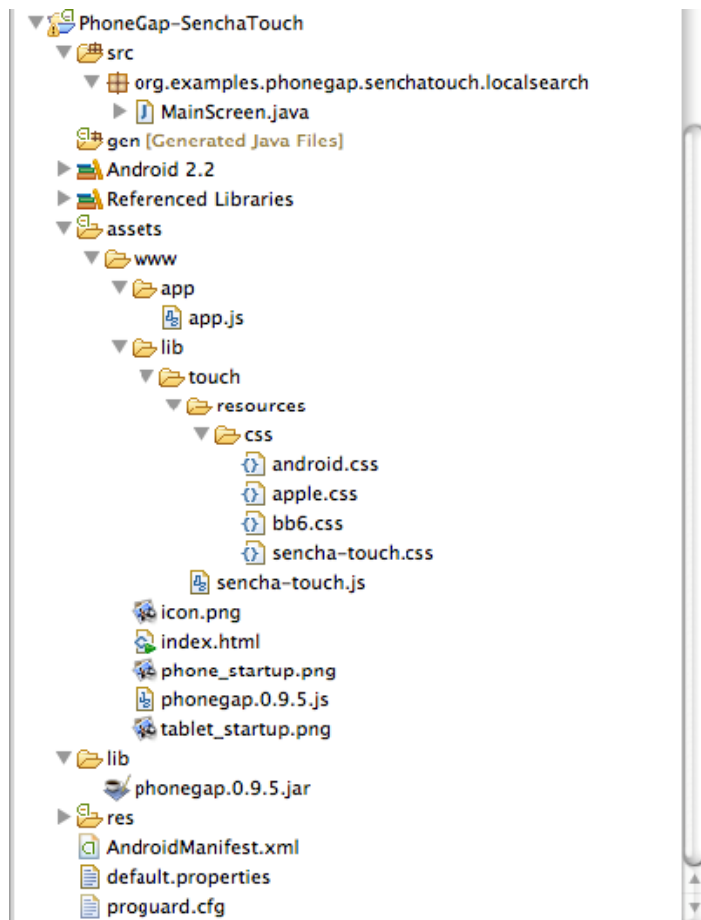 PhoneGap-SenchaTouch
src
org.examples.phonegap.senchatouch.localsearch
MainScreen.java
gen [Generated Java Files]
Android 2.2
Referenced Libraries
assets
www
app
app.js
lib
touch
resources
css
android.css
apple.css
bb6.css
sencha-touch.css
sencha-touch.js
icon.png
index.html
phone_startup.png
phonegap.0.9.5.js
tablet_startup.png
lib
phonegap.0.9.5.jar
res
AndroidManifest.xml
default.properties
proguard.cfg